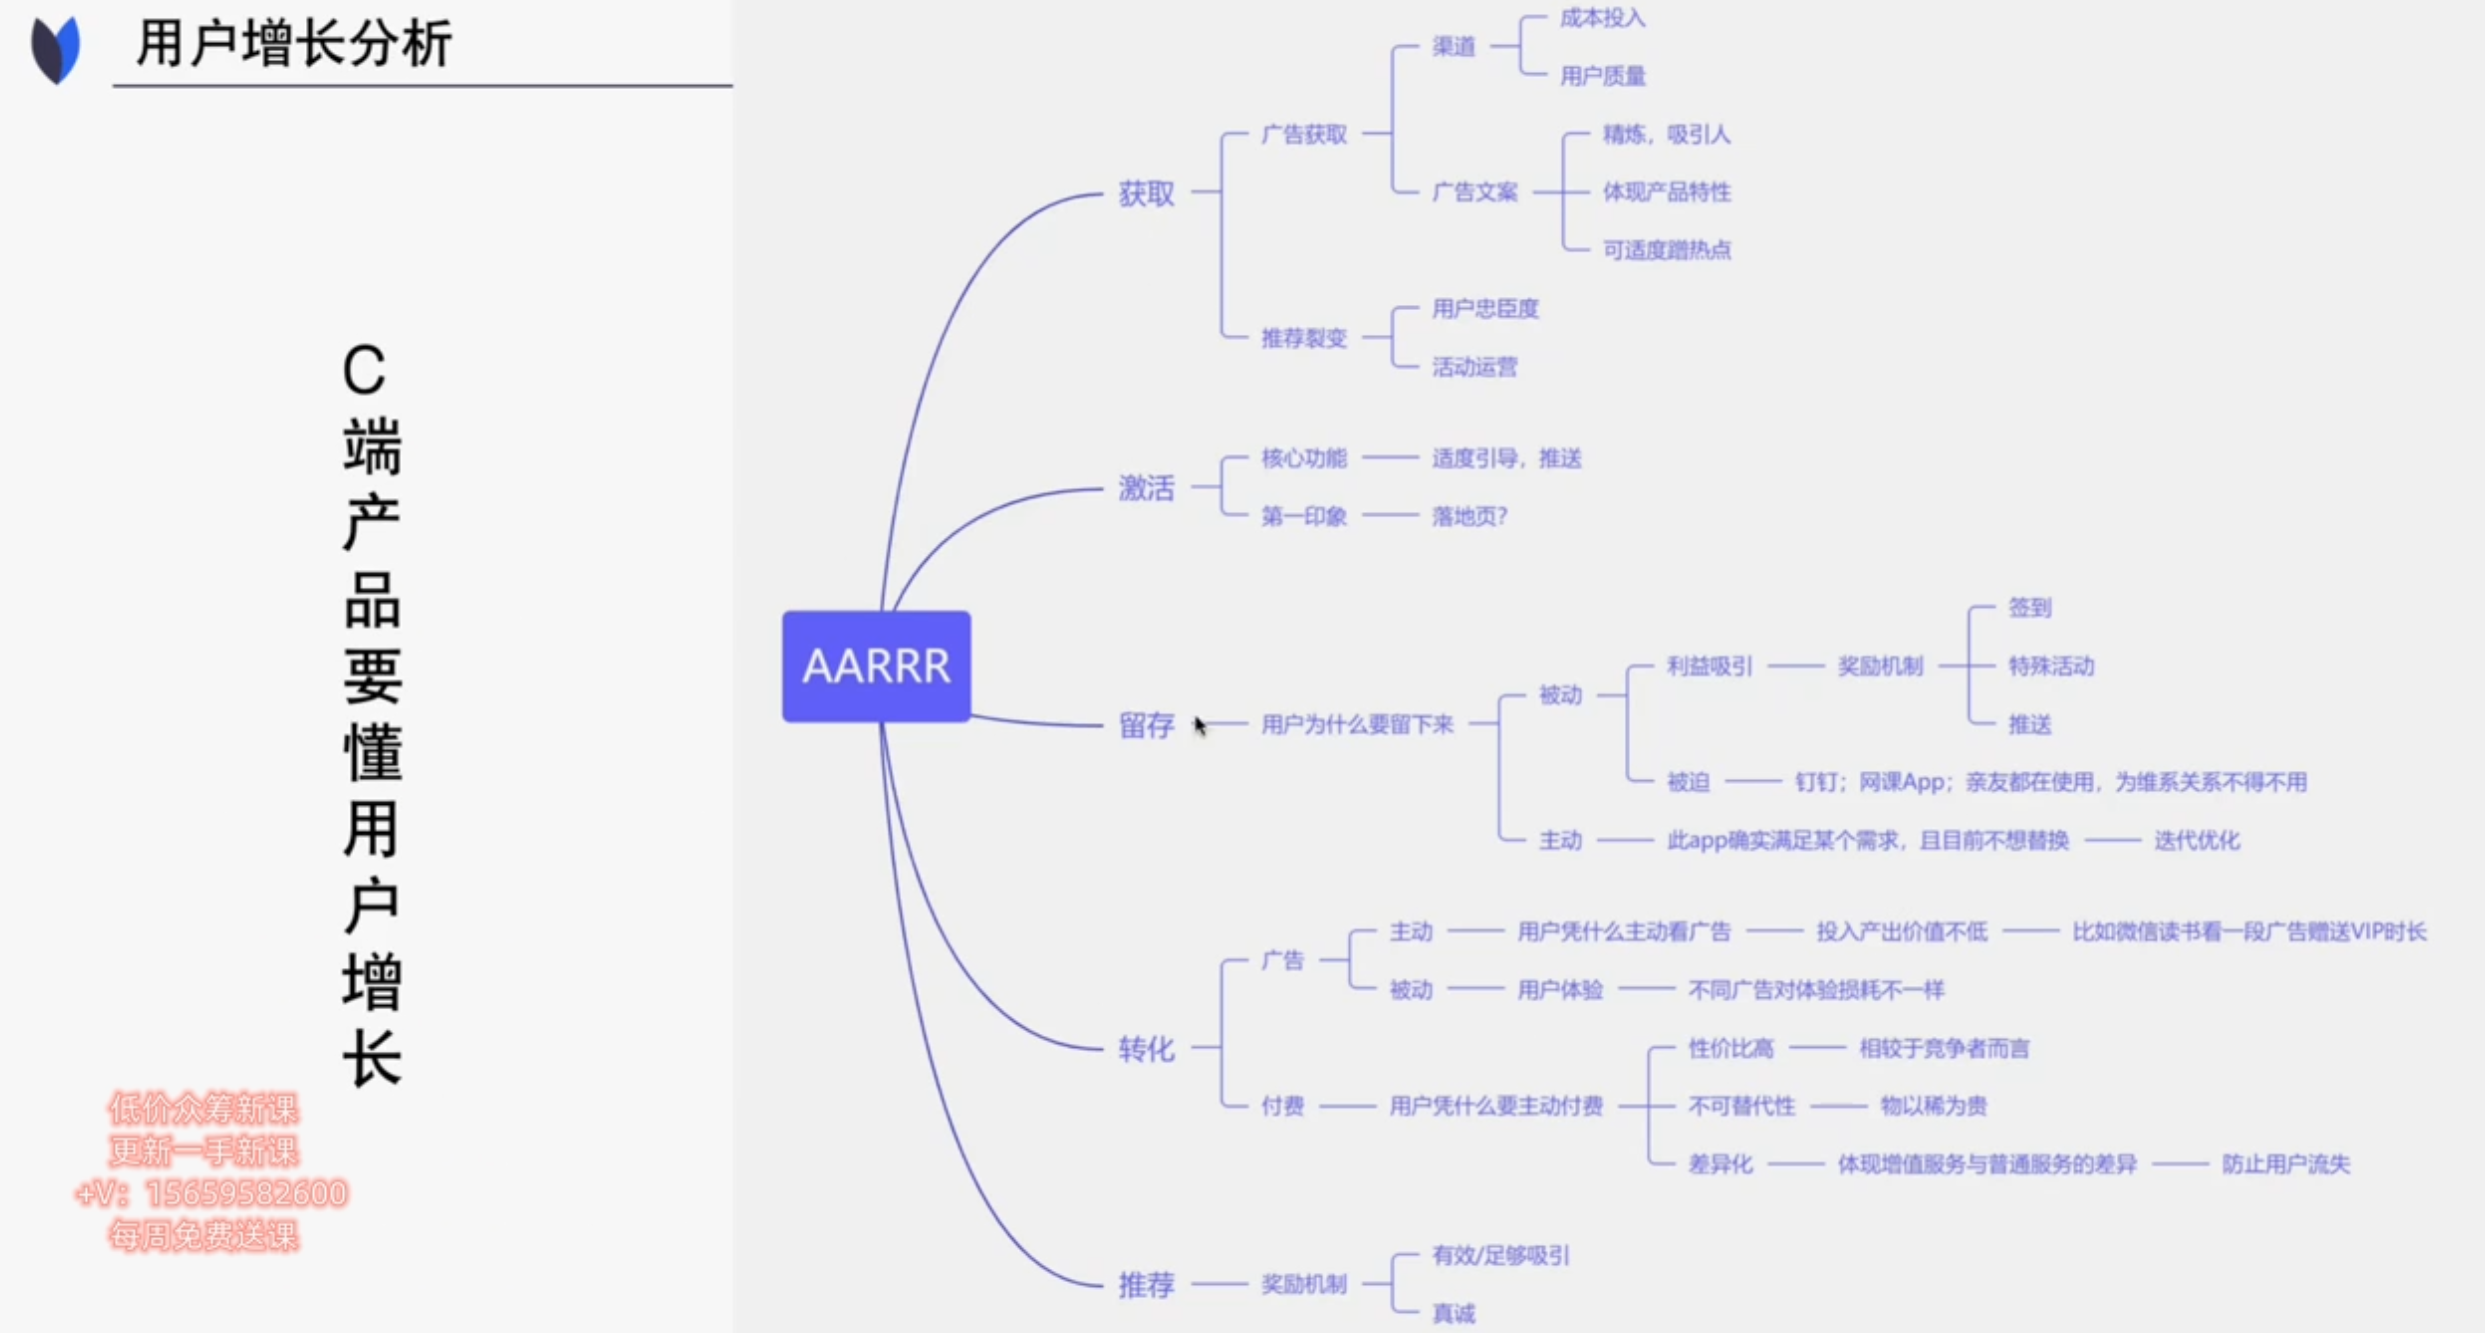 用户增长分析
C端产品要懂用户增长
低价众筹新课
更新一手新课
+V：15659582600
每周免费送课
AARRR
获取
广告获取
渠道
成本投入
用户质量
广告文案
精炼，吸引人
体现产品特性
可适度蹭热点
推荐裂变
用户忠臣度
活动运营
激活
核心功能
适度引导，推送
第一印象
落地页？
留存
用户为什么要留下来
被动
利益吸引
奖励机制
签到
特殊活动
推送
被迫
钉钉；网课App；亲友都在使用，为维系关系不得不用
主动
此app确实满足某个需求，且目前不想替换
迭代优化
转化
广告
主动
用户凭什么主动看广告
投入产出价值不低
比如微信读书看一段广告赠送VIP时长
被动
用户体验
不同广告对体验损耗不一样
付费
用户凭什么要主动付费
性价比高
相较于竞争者而言
不可替代性
物以稀为贵
差异化
体现增值服务与普通服务的差异
防止用户流失
推荐
奖励机制
有效/足够吸引
真诚